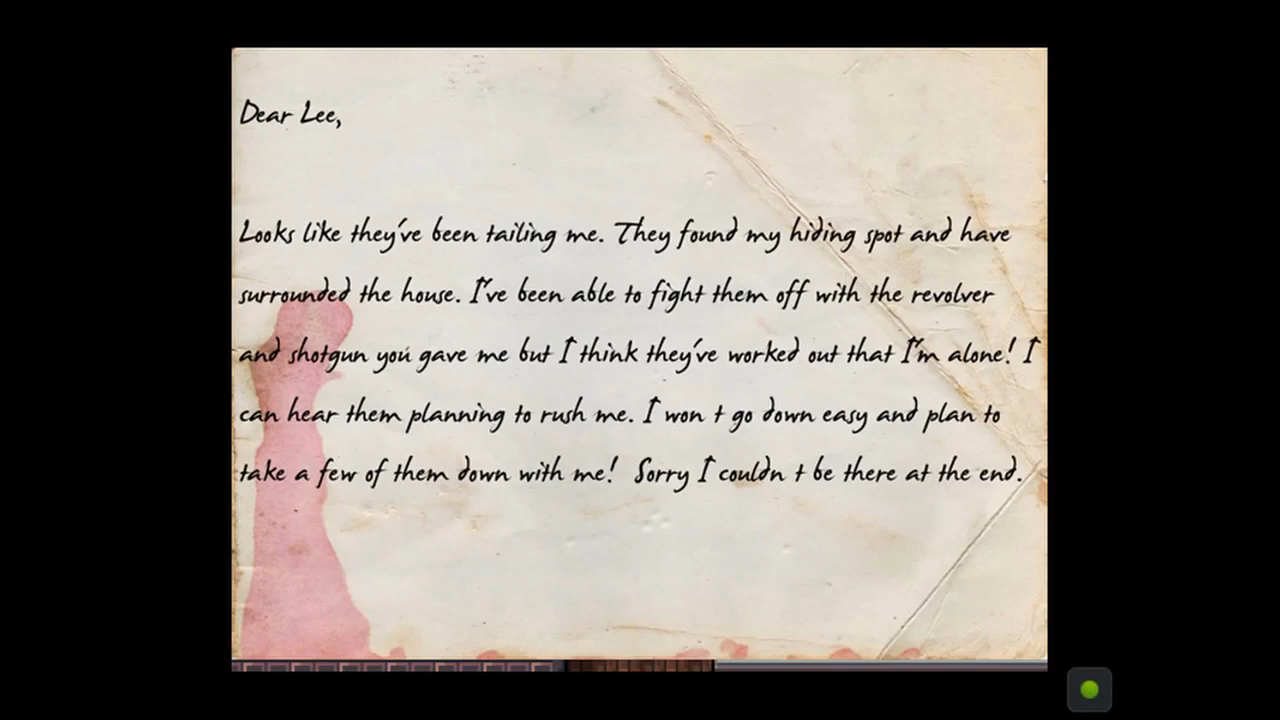 Dear Lee,
Looks like they've been tailing me. They found my hiding spot and have
surrounded the house. I've been able to fight them off with the revolver
and shotgun you gave me but I think they've worked out that I'm alone! I
can hear them planning to rush me. I won t go down easy and plan to
take a few of them down with me!  Sorry I couldn t be there at the end.